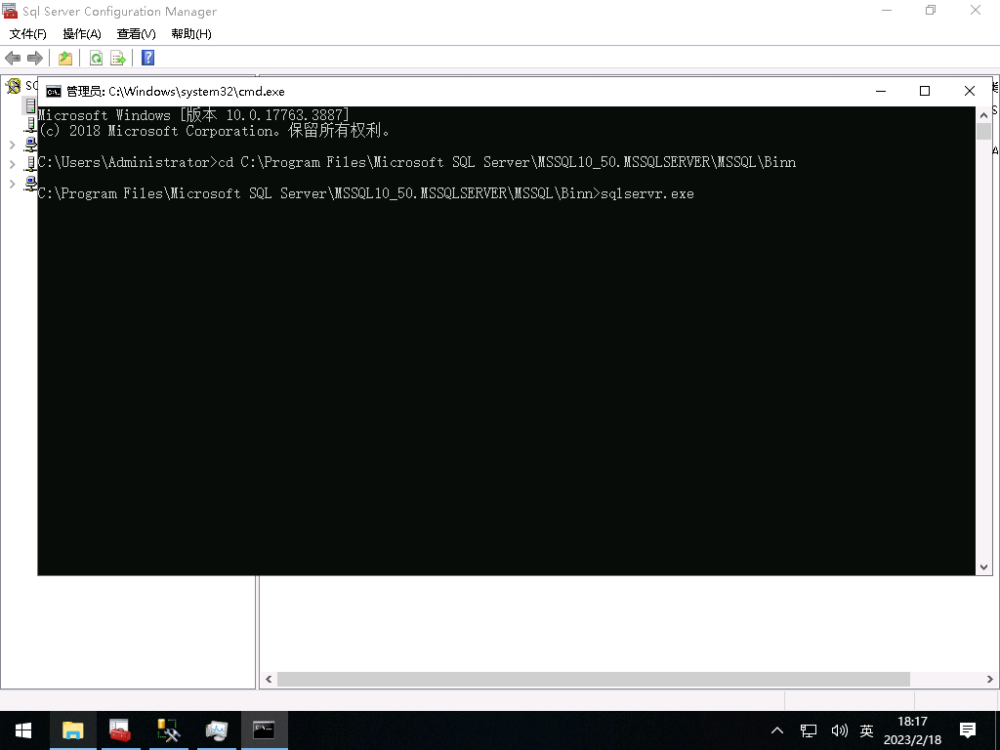 Sql Server Configuration Manager
文件(F) 操作(A) 查看(V) 帮助(H)
管理员: C:\Windows\system32\cmd.exe
Microsoft Windows [版本 10.0.17763.3887]
(c) 2018 Microsoft Corporation。保留所有权利。
C:\Users\Administrator>cd C:\Program Files\Microsoft SQL Server\MSSQL10_50.MSSQLSERVER\MSSQL\Binn
C:\Program Files\Microsoft SQL Server\MSSQL10_50.MSSQLSERVER\MSSQL\Binn>sqlservr.exe
英
18:17
2023/2/18